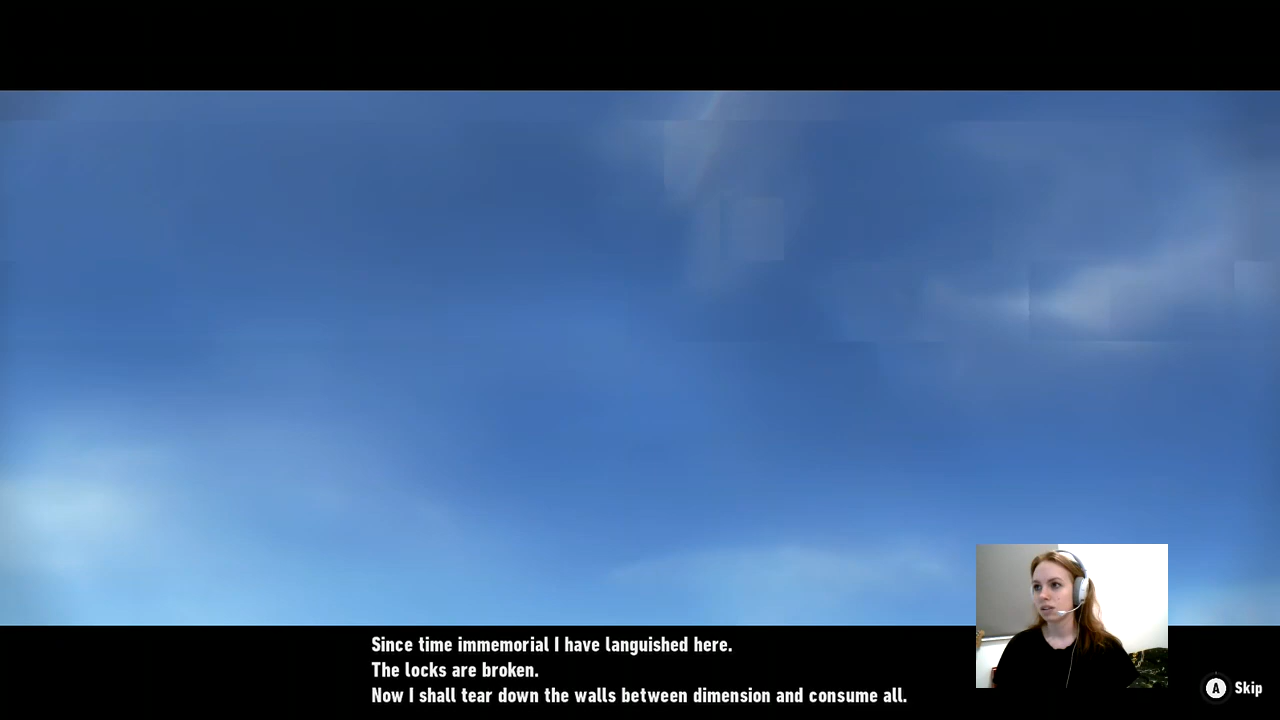 Since time immemorial I have languished here.
The locks are broken.
Now I shall tear down the walls between dimension and consume all.
A Skip